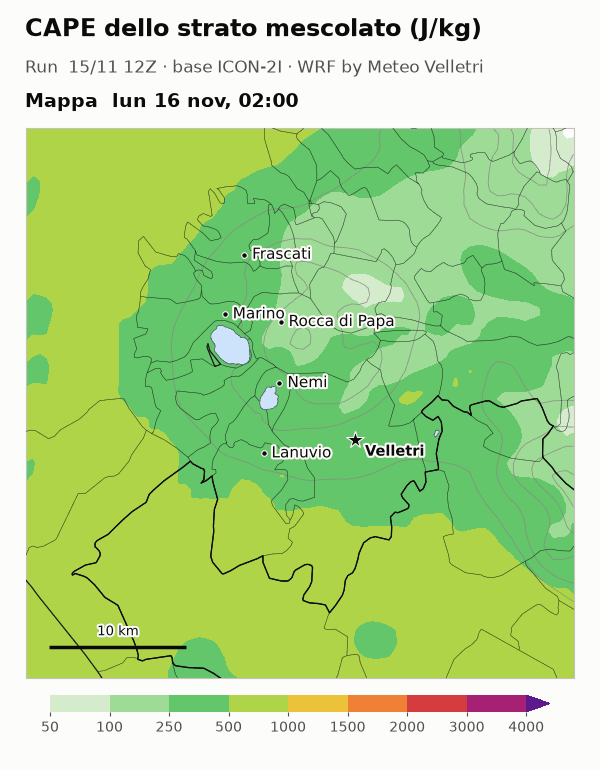 CAPE dello strato mescolato (J/kg)
Run  15/11 12Z · base ICON-2I · WRF by Meteo Velletri
Mappa  lun 16 nov, 02:00
Frascati
Marino
Rocca di Papa
Nemi
Velletri
Lanuvio
10 km
50 100 250 500 1000 1500 2000 3000 4000